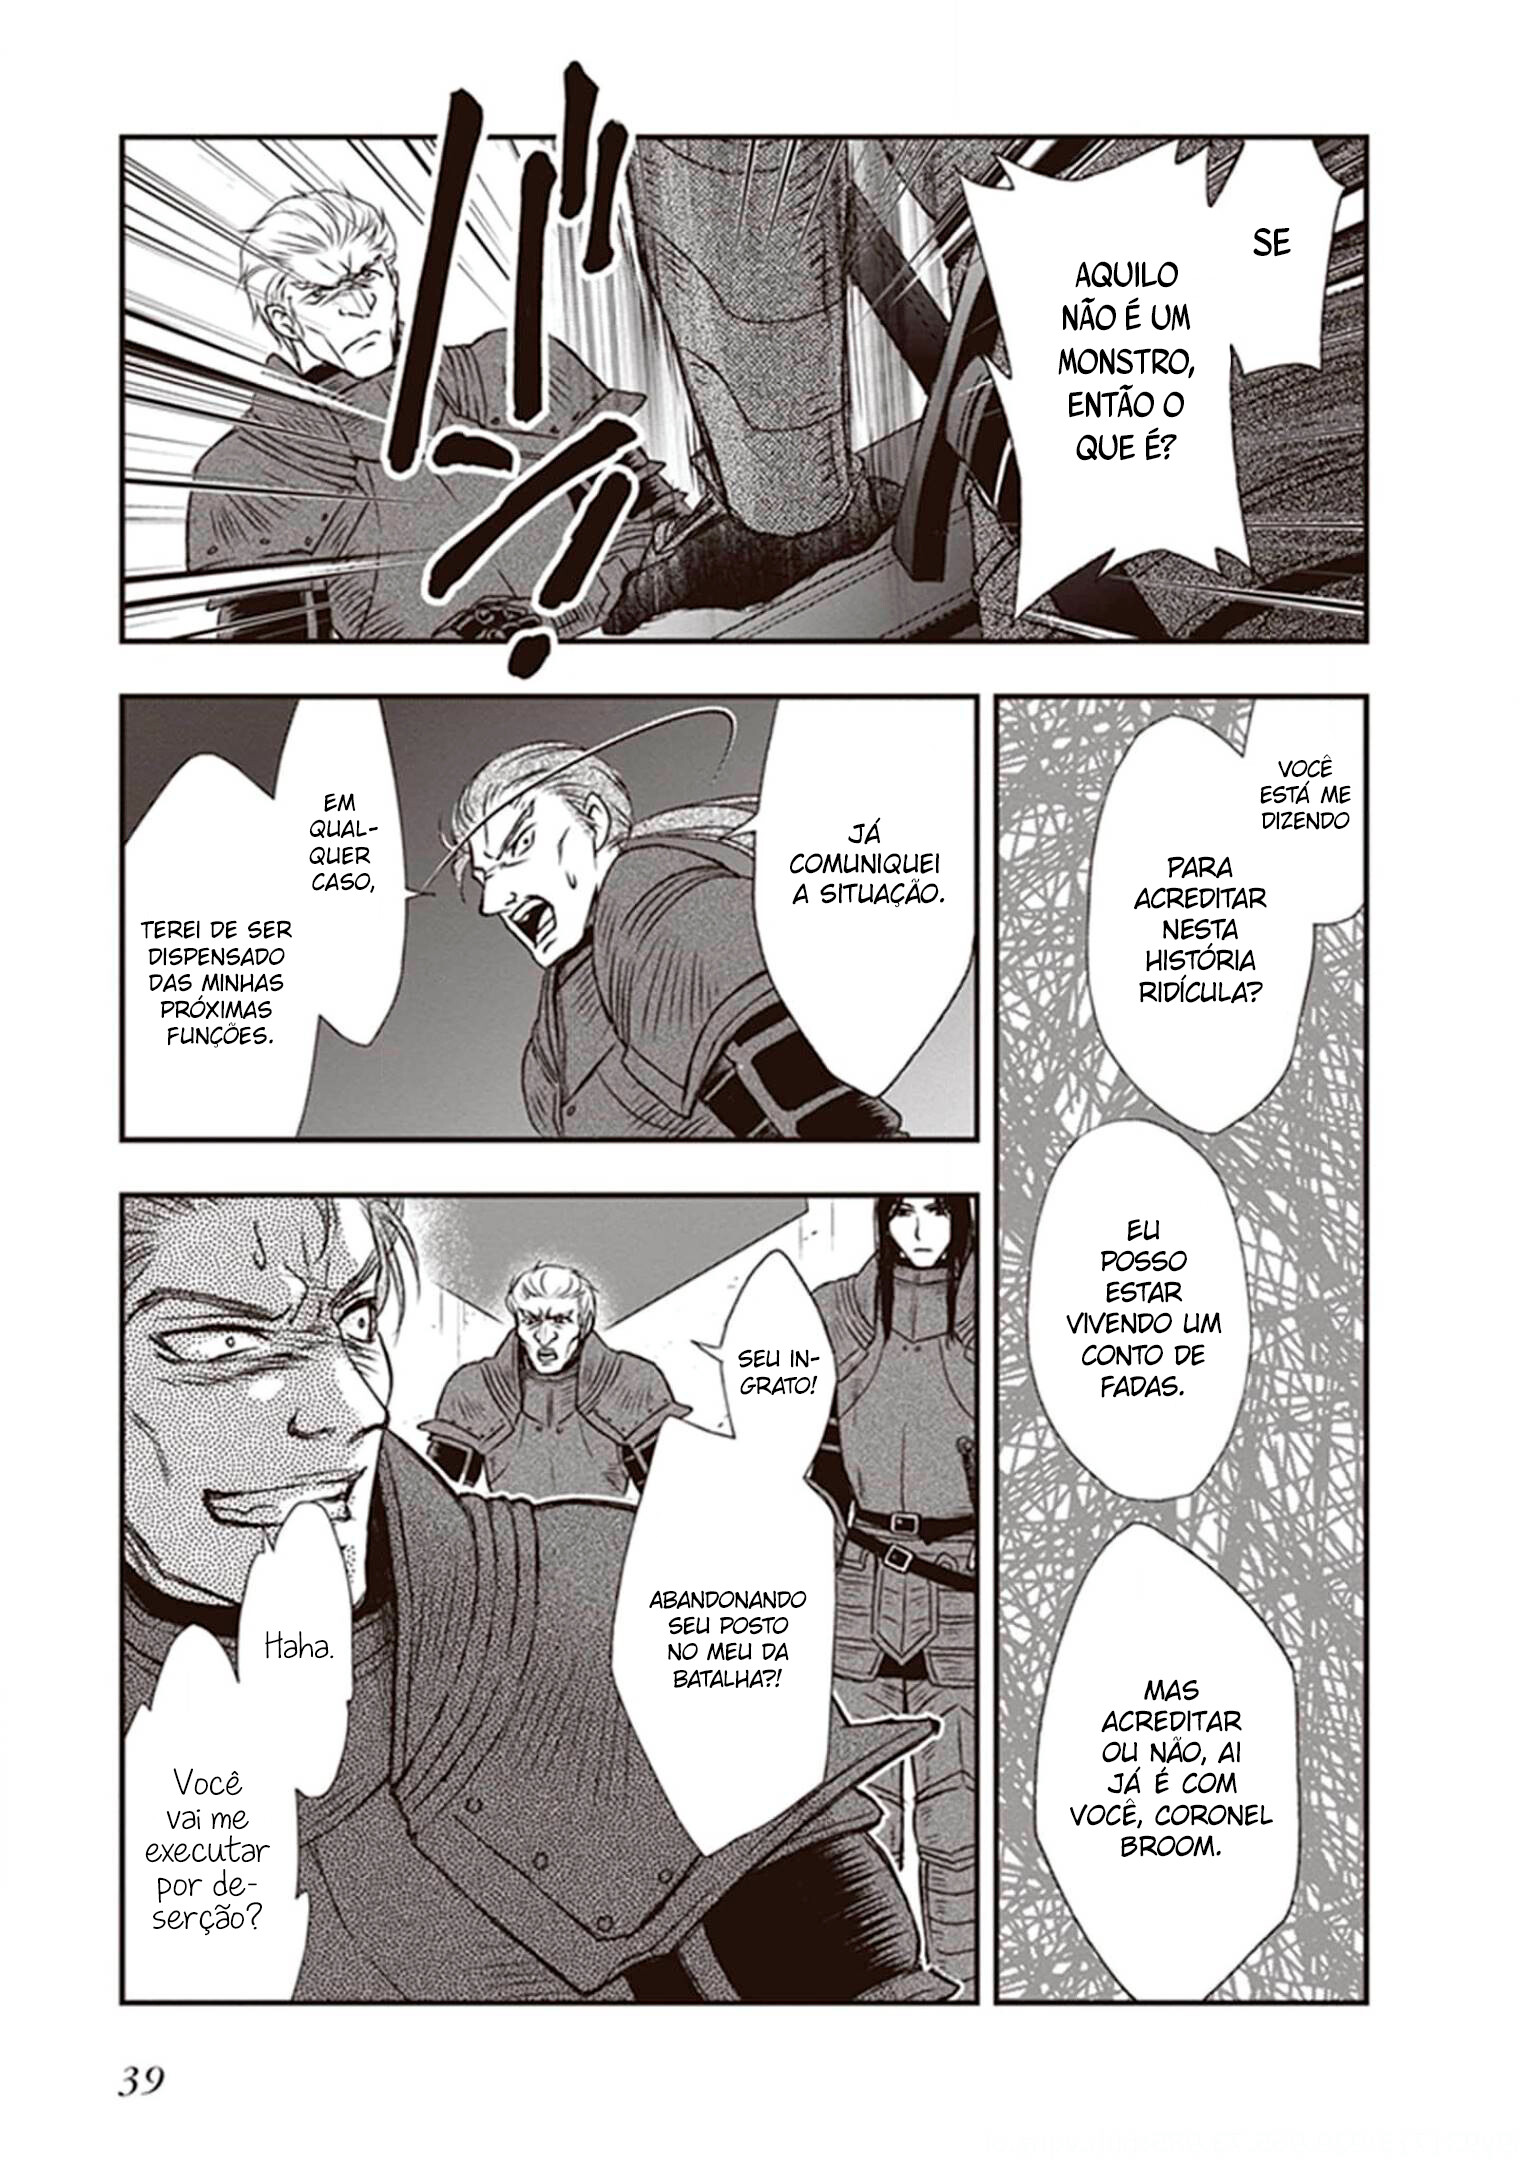 SE
AQUILO
NÃO É UM
MONSTRO,
ENTÃO O
QUE É?
VOCÊ
ESTÁ ME
DIZENDO
PARA
ACREDITAR
NESTA
HISTÓRIA
RIDÍCULA?
EU
POSSO
ESTAR
VIVENDO UM
CONTO DE
FADAS.
MAS
ACREDITAR
OU NÃO, AI
JÁ É COM
VOCÊ, CORONEL
BROOM.
JÁ
COMUNIQUEI
A SITUAÇÃO.
EM
QUAL-
QUER
CASO,
TEREI DE SER
DISPENSADO
DAS MINHAS
PRÓXIMAS
FUNÇÕES.
SEU IN-
GRATO!
ABANDONANDO
SEU POSTO
NO MEU DA
BATALHA?!
Haha.
Você
vai me
executar
por de-
serção?
39